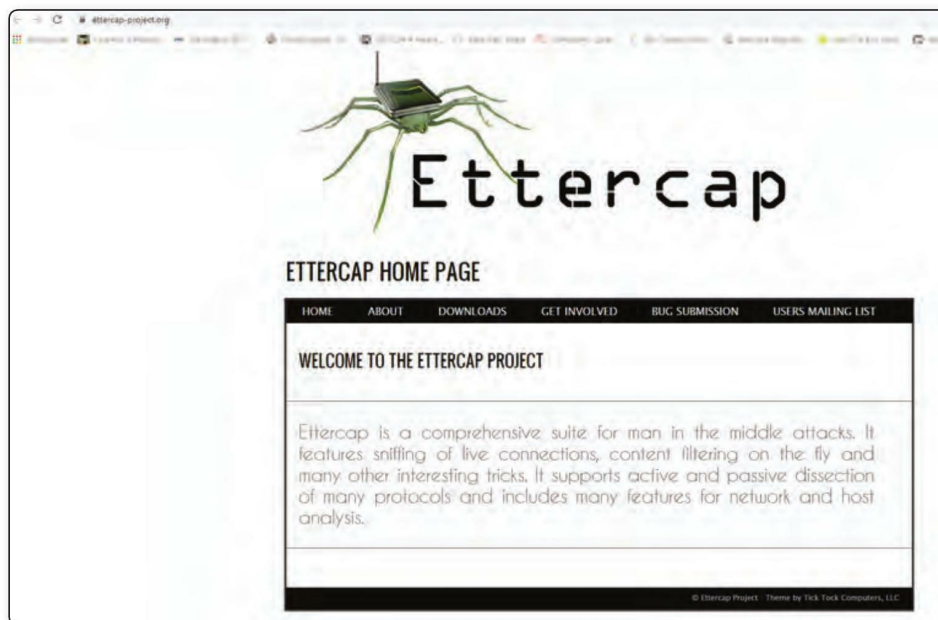 ettercap-project.org
Ettercap
ETTERCAP HOME PAGE
HOME ABOUT DOWNLOADS GET INVOLVED BUG SUBMISSION USERS MAILING LIST
WELCOME TO THE ETTERCAP PROJECT
Ettercap is a comprehensive suite for man in the middle attacks. It
features sniffing of live connections, content filtering on the fly and
many other interesting tricks. It supports active and passive dissection
of many protocols and includes many features for network and host
analysis.
© Ettercap Project · Theme by Tick Tock Computers, LLC